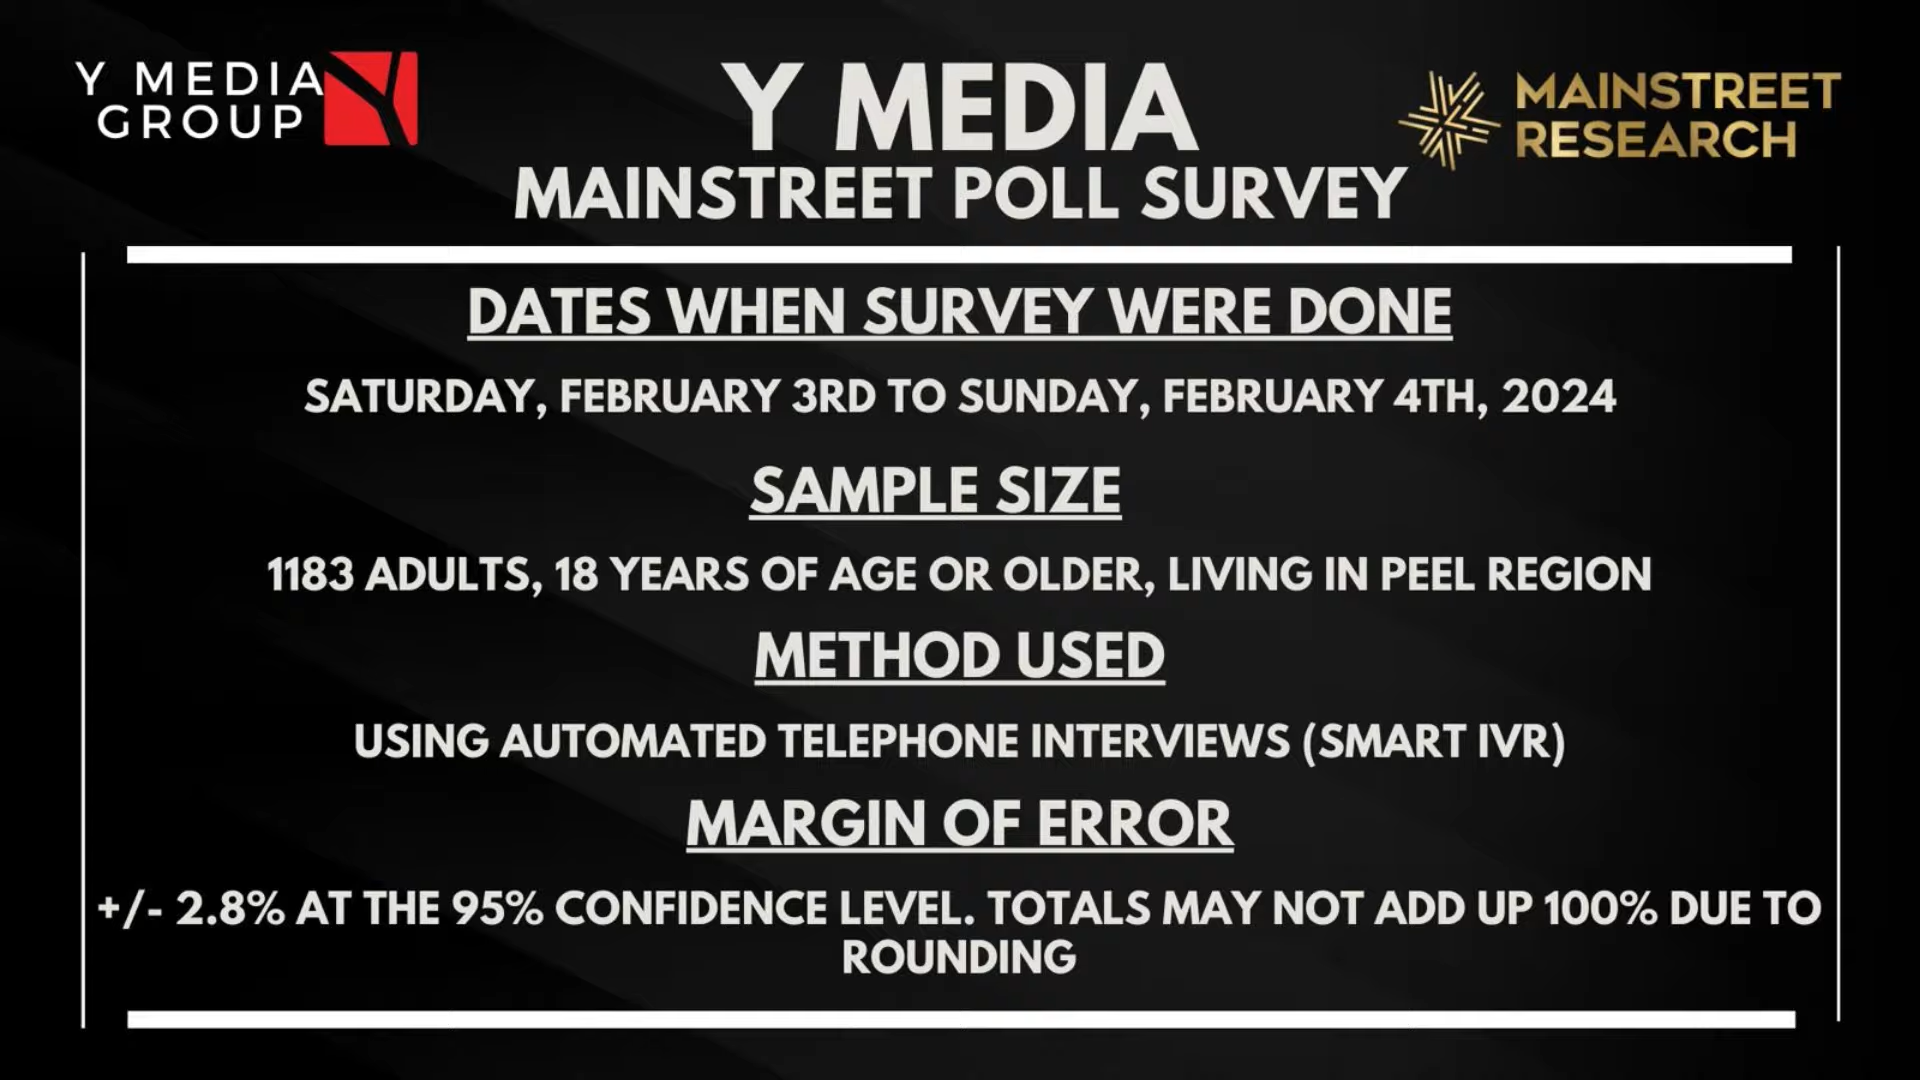 Y MEDIA
GROUP
Y MEDIA
MAINSTREET POLL SURVEY
MAINSTREET
RESEARCH
DATES WHEN SURVEY WERE DONE
SATURDAY, FEBRUARY 3RD TO SUNDAY, FEBRUARY 4TH, 2024
SAMPLE SIZE
1183 ADULTS, 18 YEARS OF AGE OR OLDER, LIVING IN PEEL REGION
METHOD USED
USING AUTOMATED TELEPHONE INTERVIEWS (SMART IVR)
MARGIN OF ERROR
+/- 2.8% AT THE 95% CONFIDENCE LEVEL. TOTALS MAY NOT ADD UP 100% DUE TO
ROUNDING